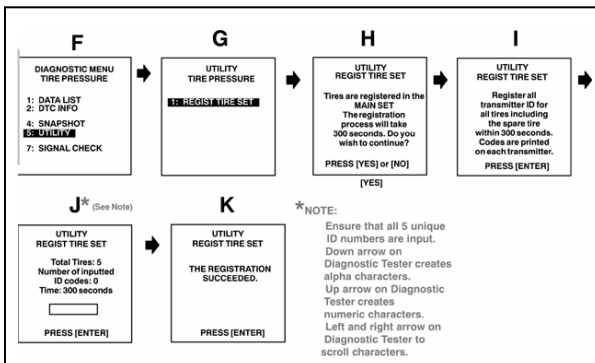 F
DIAGNOSTIC MENU
TIRE PRESSURE
1: DATA LIST
2: DTC INFO
4: SNAPSHOT
5: UTILITY
7: SIGNAL CHECK
G
UTILITY
TIRE PRESSURE
1: REGIST TIRE SET
H
UTILITY
REGIST TIRE SET
Tires are registered in the
MAIN SET
The registration
process will take
300 seconds. Do you
wish to continue?
PRESS [YES] or [NO]
[YES]
I
UTILITY
REGIST TIRE SET
Register all
transmitter ID for
all tires including
the spare tire
within 300 seconds.
Codes are printed
on each transmitter.
PRESS [ENTER]
J* (See Note)
UTILITY
REGIST TIRE SET
Total Tires: 5
Number of inputted
ID codes: 0
Time: 300 seconds
PRESS [ENTER]
K
UTILITY
REGIST TIRE SET
THE REGISTRATION
SUCCEEDED.
*NOTE:
Ensure that all 5 unique
ID numbers are input.
Down arrow on
Diagnostic Tester creates
alpha characters.
Up arrow on Diagnostic
Tester creates
numeric characters.
Left and right arrow on
Diagnostic Tester to
scroll characters.